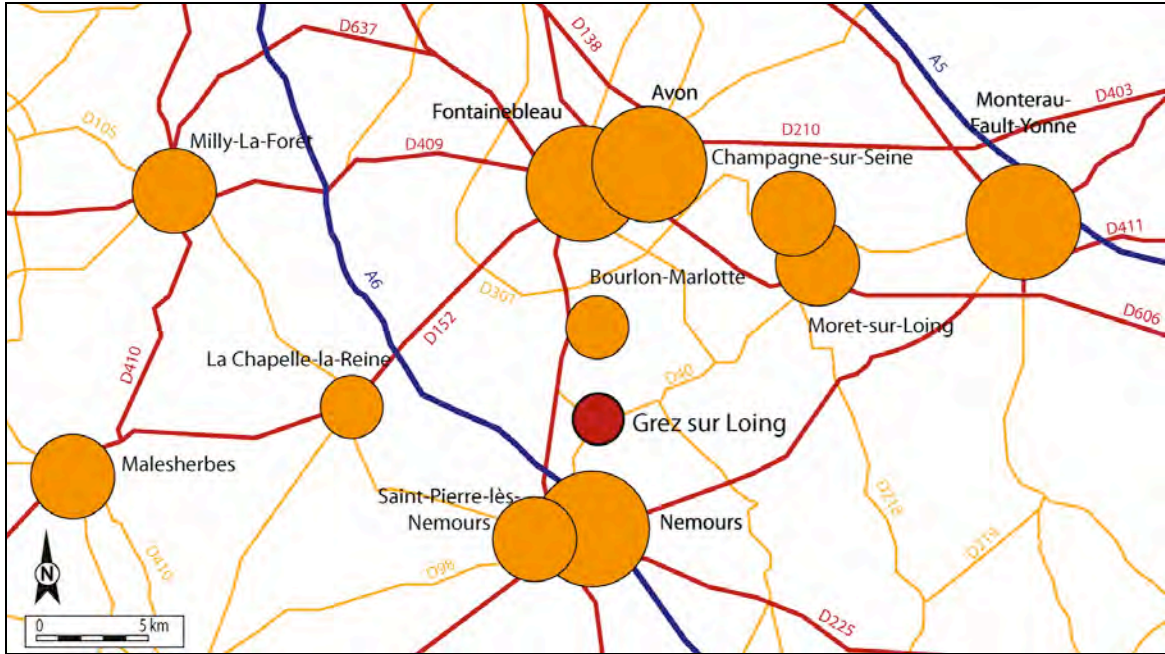 D637
D138
A5
Avon
Monterau-
Fault-Yonne
D403
Fontainebleau
D105
Milly-La-Forêt
D409
D210
Champagne-sur-Seine
D411
A6
D301
Bourlon-Marlotte
D606
D152
Moret-sur-Loing
D410
La Chapelle-la-Reine
D40
Grez sur Loing
Malesherbes
Saint-Pierre-lès-
Nemours
Nemours
D218
D219
D410
D98
N
0 5 km
D225